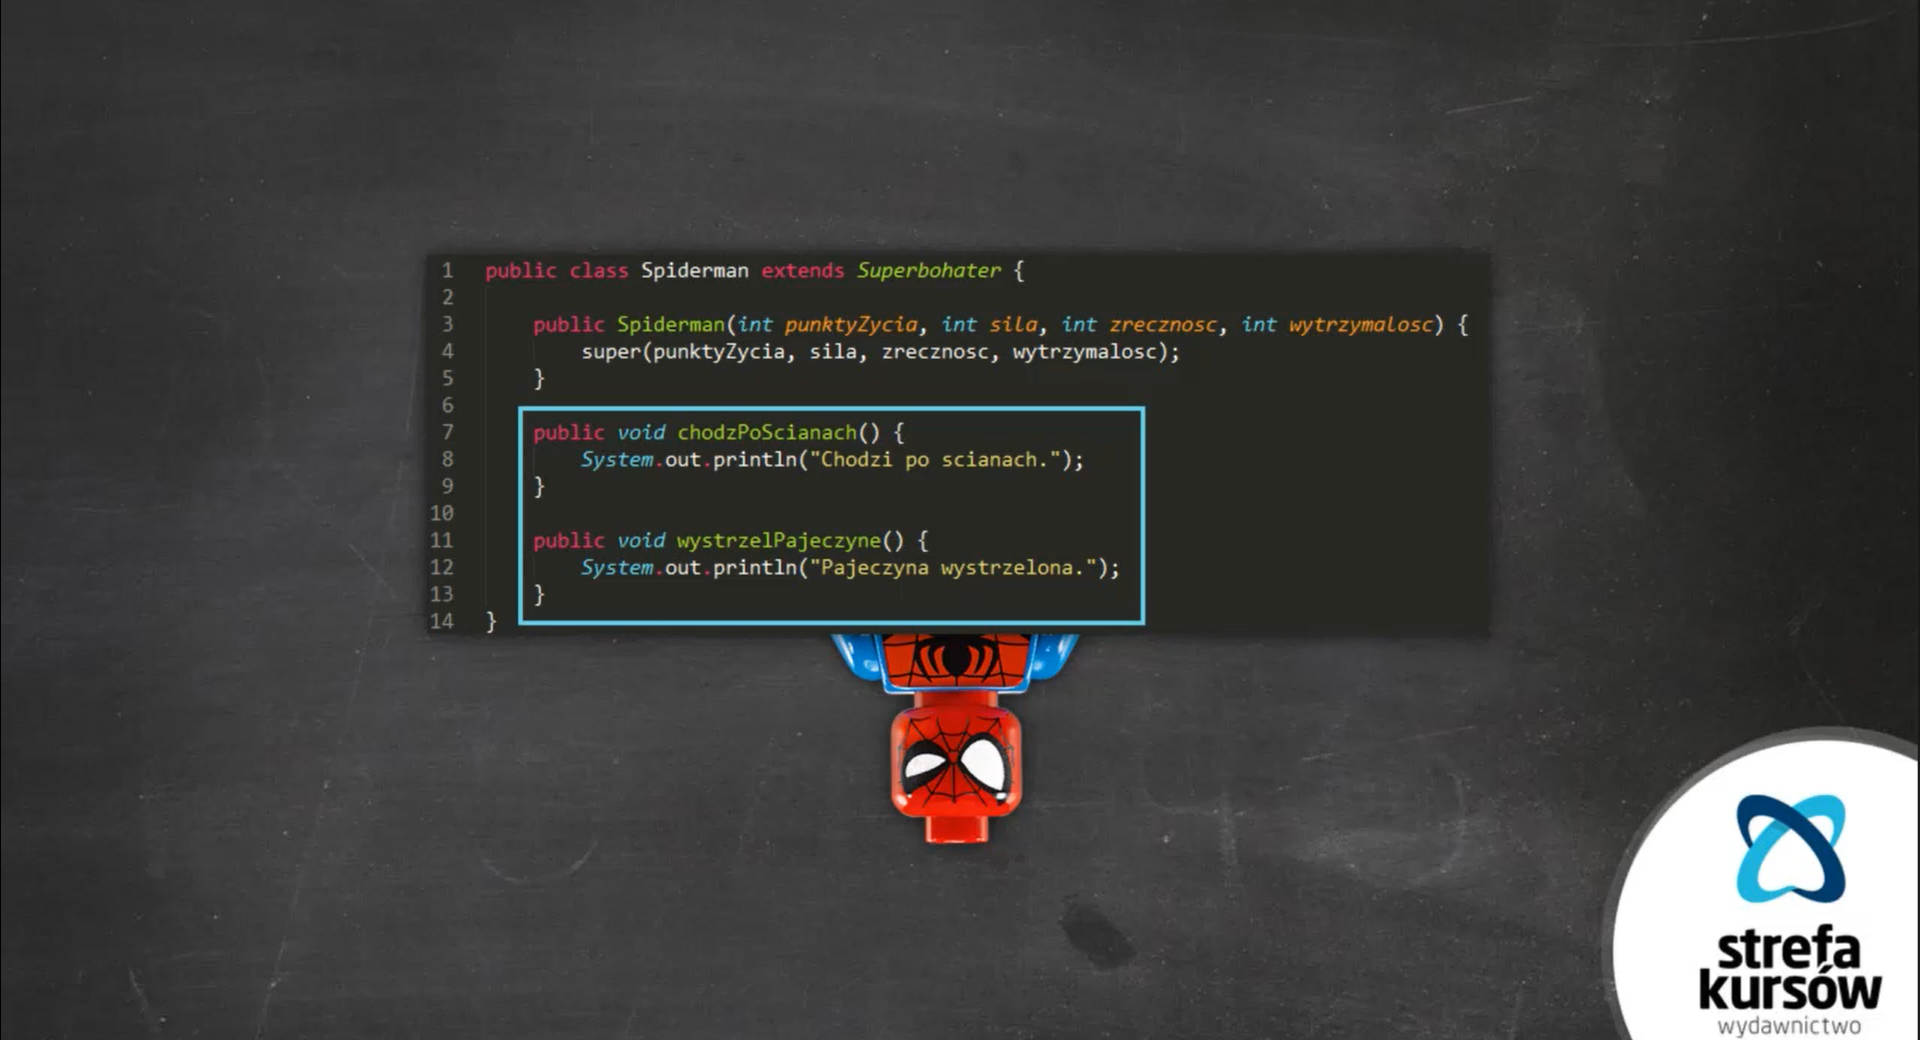 1 public class Spiderman extends Superbohater {
2
3 public Spiderman(int punktyZycia, int sila, int zrecznosc, int wytrzymalosc) {
4 super(punktyZycia, sila, zrecznosc, wytrzymalosc);
5 }
6
7 public void chodzPoScianach() {
8 System.out.println("Chodzi po scianach.");
9 }
10
11 public void wystrzelPajeczyne() {
12 System.out.println("Pajeczyna wystrzelona.");
13 }
14 }
strefa
kursów
wydawnictwo